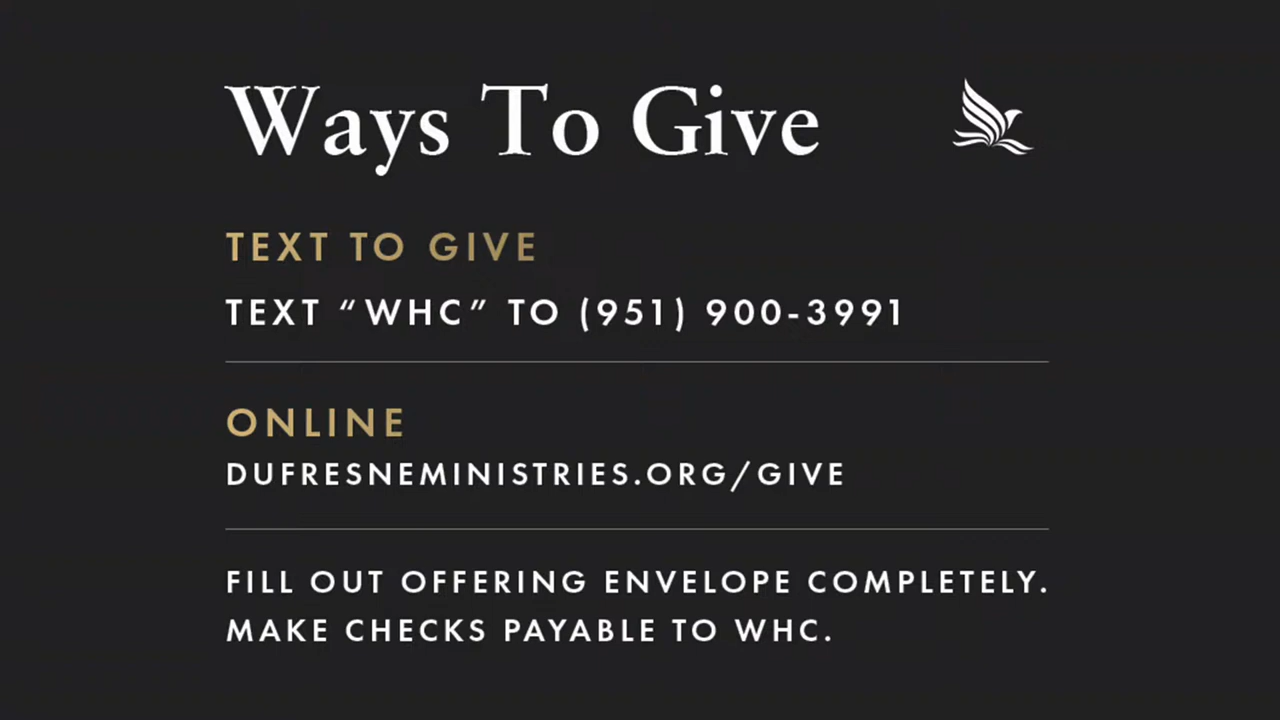 Ways To Give
TEXT TO GIVE
TEXT “WHC” TO (951) 900-3991
ONLINE
DUFRESNEMINISTRIES.ORG/GIVE
FILL OUT OFFERING ENVELOPE COMPLETELY.
MAKE CHECKS PAYABLE TO WHC.